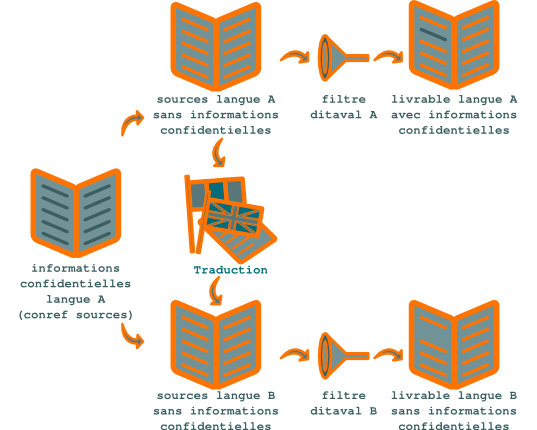 sources langue A
sans informations
confidentielles
filtre
ditaval A
livrable langue A
avec informations
confidentielles
informations
confidentielles
langue A
(conref sources)
Traduction
sources langue B
sans informations
confidentielles
filtre
ditaval B
livrable langue B
sans informations
confidentielles